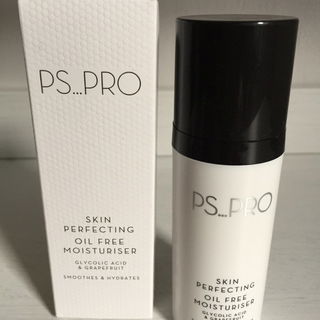 PS...PRO
SKIN
PERFECTING
OIL FREE
MOISTURISER
GLYCOLIC ACID
& GRAPEFRUIT
SMOOTHES & HYDRATES
PS...PRO
SKIN
PERFECTING
OIL FREE
MOISTURISER
GLYCOLIC ACID
& GRAPEFRUIT